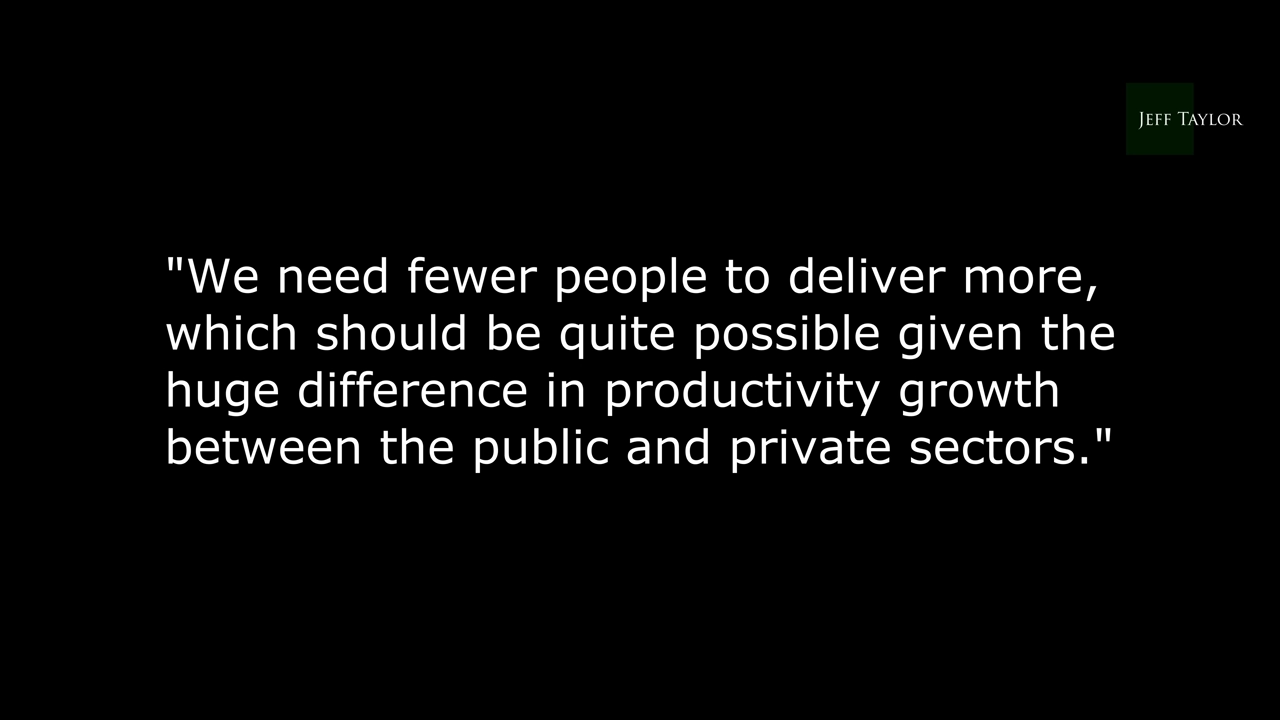 Jeff Taylor
"We need fewer people to deliver more,
which should be quite possible given the
huge difference in productivity growth
between the public and private sectors."